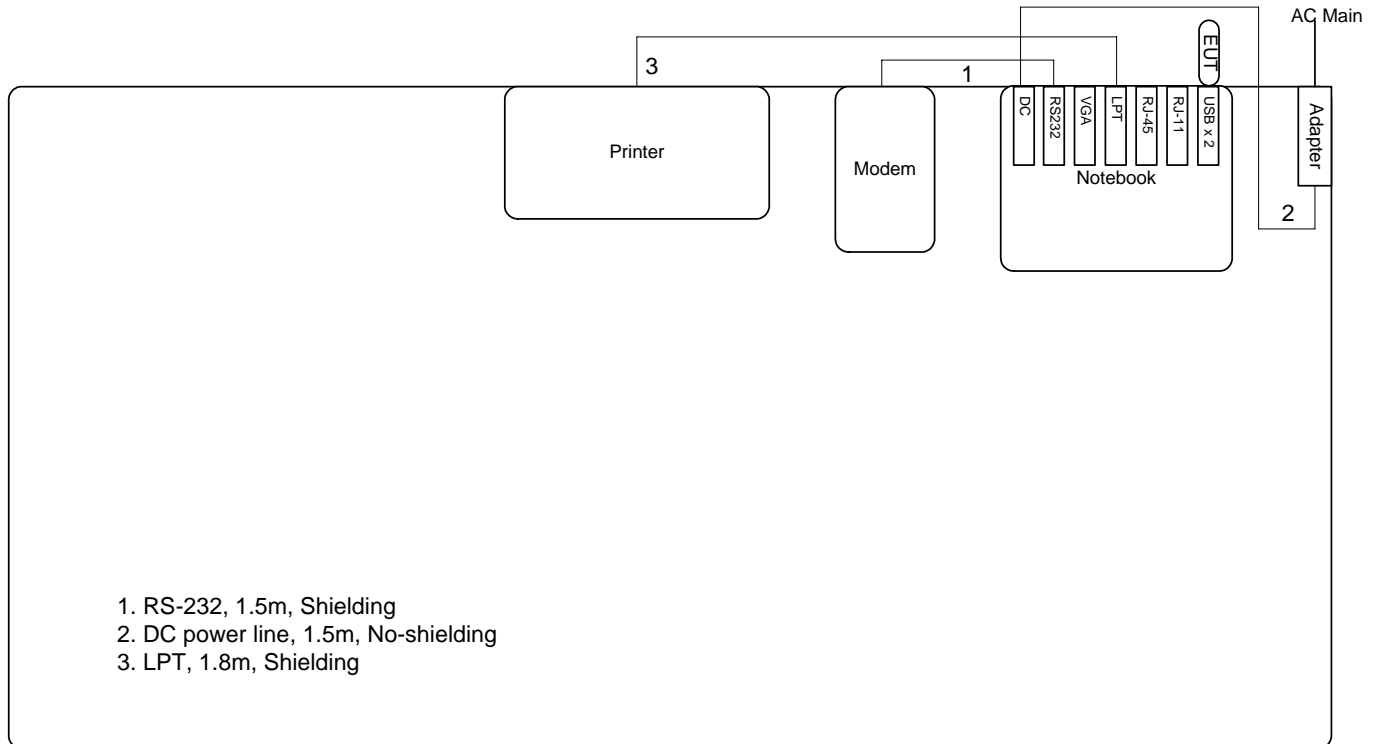 AC Main
EUT
3
1
DC
RS232
VGA
LPT
RJ-45
RJ-11
USB x 2
Adapter
Printer
Modem
Notebook
2
1. RS-232, 1.5m, Shielding
2. DC power line, 1.5m, No-shielding
3. LPT, 1.8m, Shielding